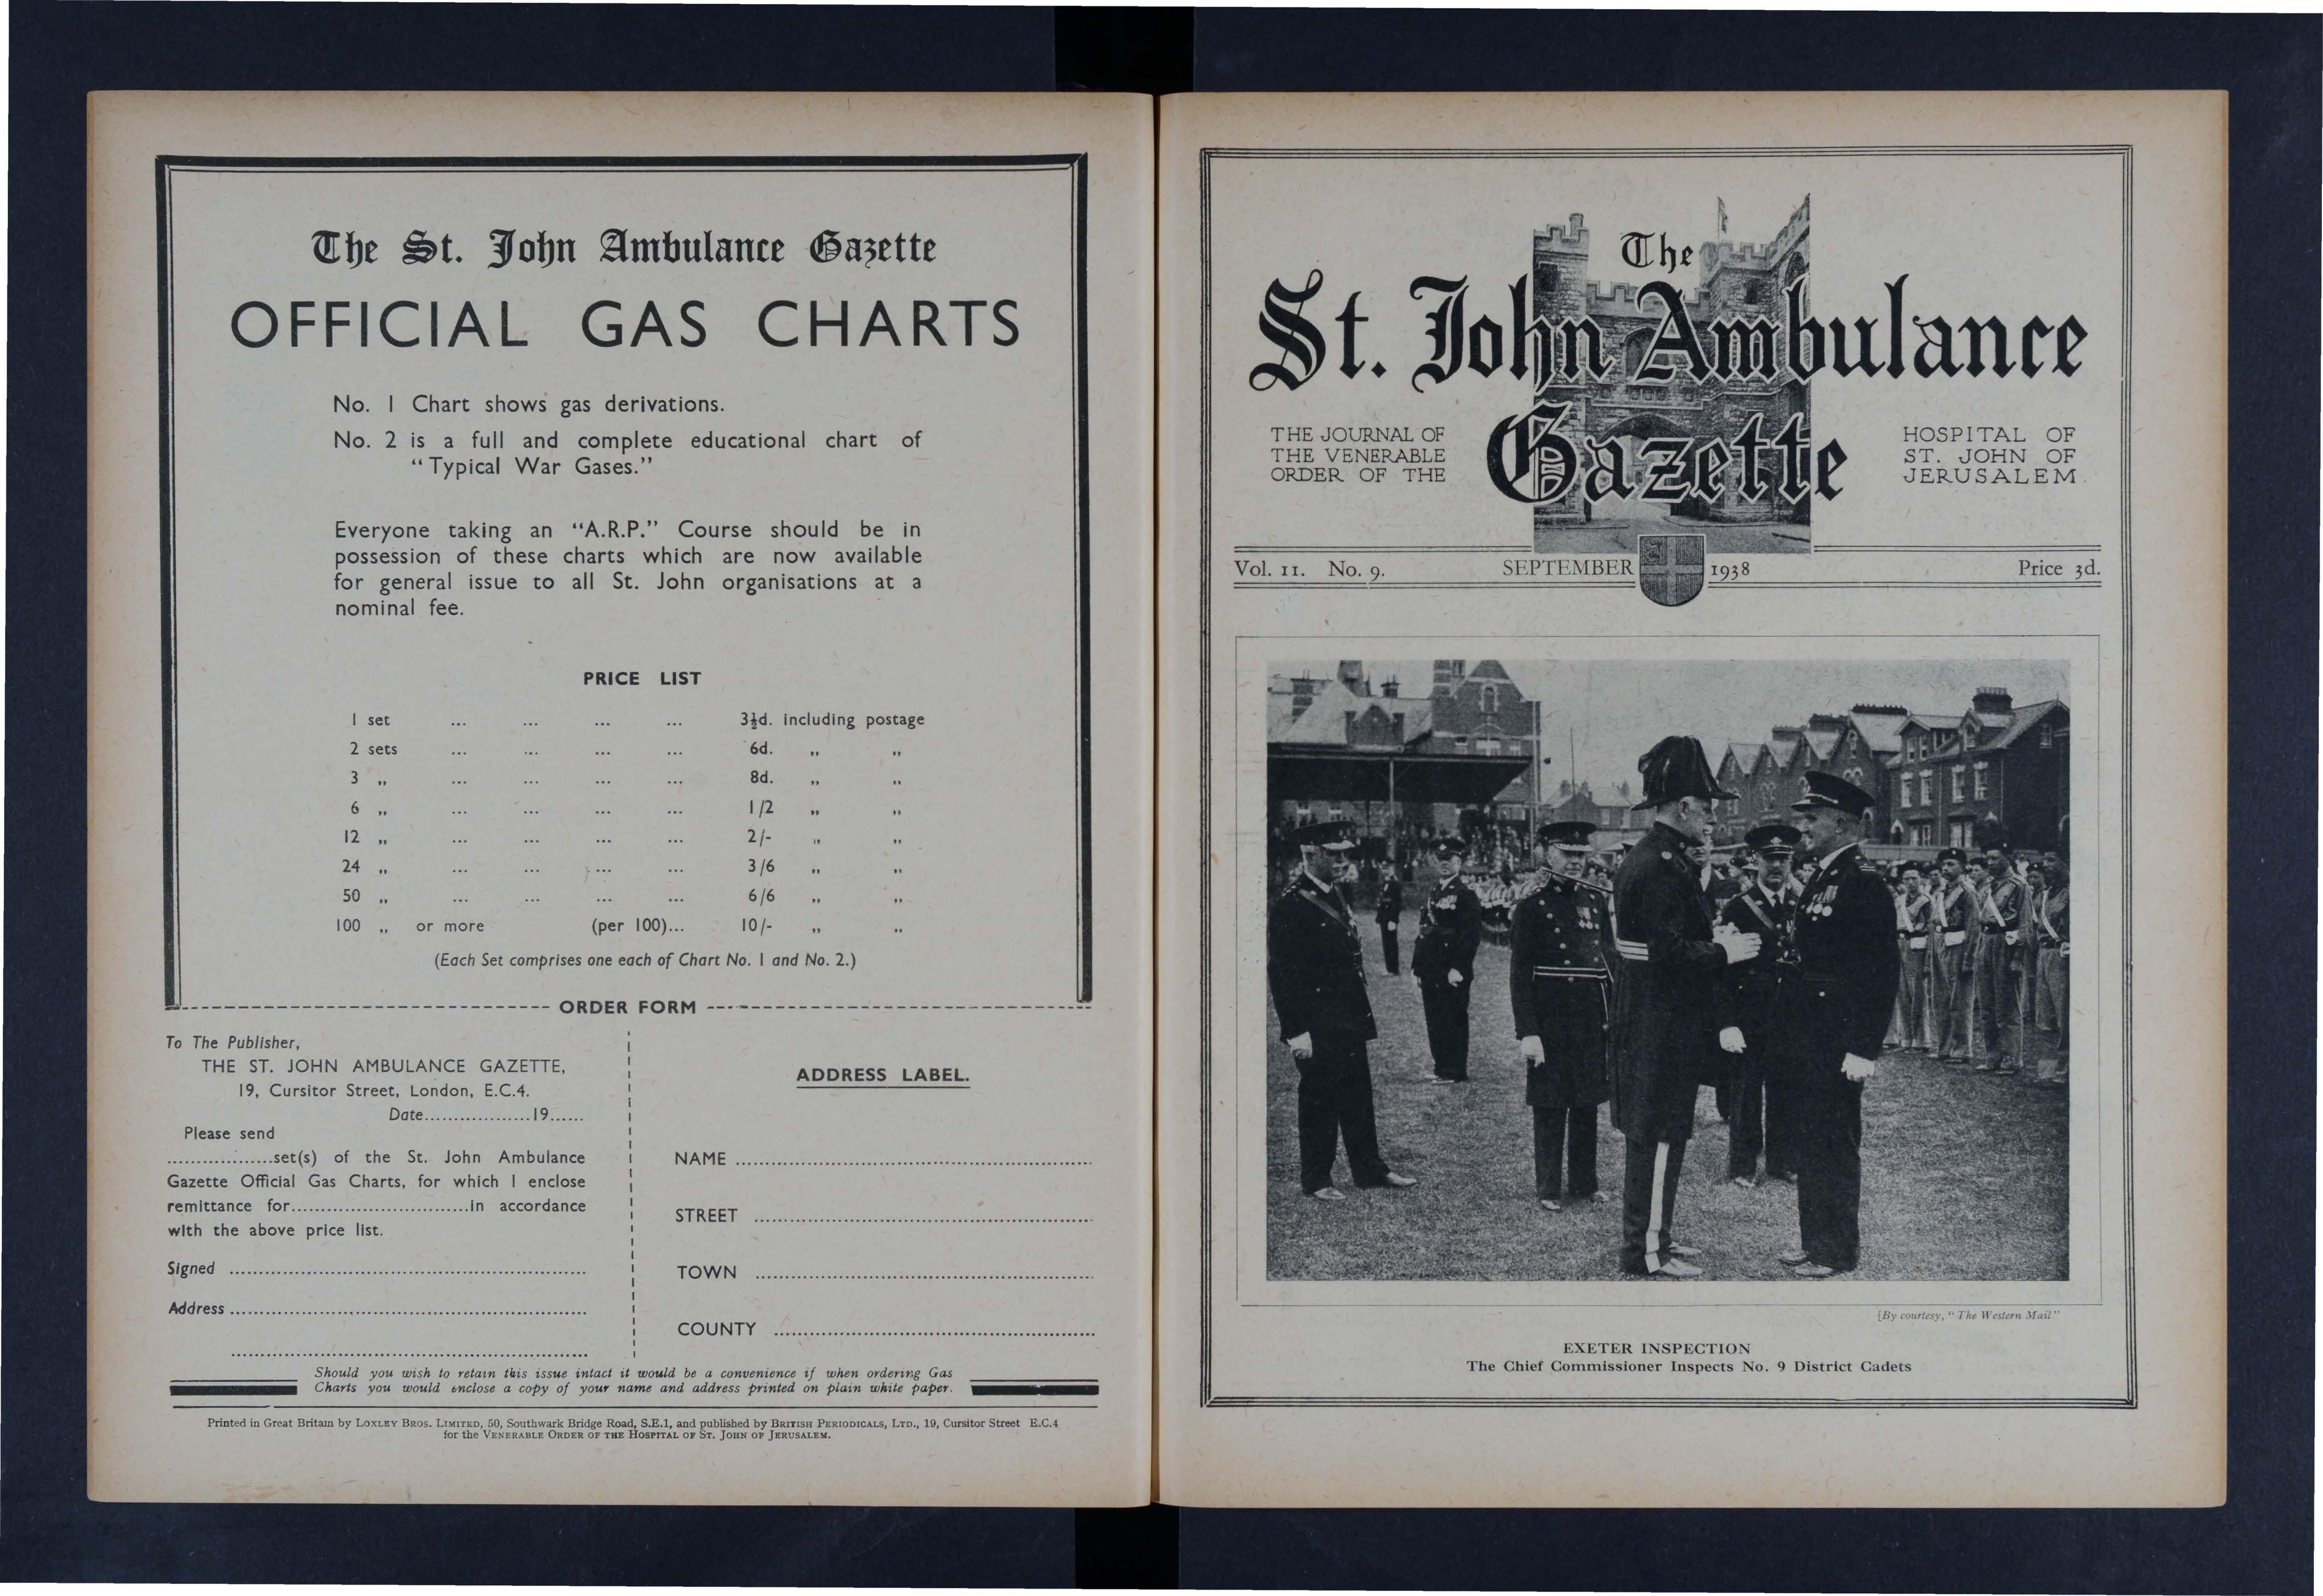 The St. John Ambulance Gazette
OFFICIAL GAS CHARTS
No. 1 Chart shows gas derivations.
No. 2 is a full and complete educational chart of
“Typical War Gases.”
Everyone taking an “A.R.P.” Course should be in
possession of these charts which are now available
for general issue to all St. John organisations at a
nominal fee.
PRICE LIST
1 set ... ... ... ... 3½d. including postage
2 sets ... ... ... ... 6d. ,, ,,
3 ,, ... ... ... ... 8d. ,, ,,
6 ,, ... ... ... ... 1/2 ,, ,,
12 ,, ... ... ... ... 2/- ,, ,,
24 ,, ... ... ... ... 3/6 ,, ,,
50 ,, ... ... ... ... 6/6 ,, ,,
100 ,, or more (per 100)... 10/- ,, ,,
(Each Set comprises one each of Chart No. 1 and No. 2.)
ORDER FORM
To The Publisher,
THE ST. JOHN AMBULANCE GAZETTE,
19, Cursitor Street, London, E.C.4.
Date..................19......
Please send
..................set(s) of the St. John Ambulance
Gazette Official Gas Charts, for which I enclose
remittance for..............................in accordance
with the above price list.
Signed ............................................................
Address ............................................................
............................................................
ADDRESS LABEL.
NAME ............................................................
STREET ............................................................
TOWN ............................................................
COUNTY ............................................................
Should you wish to retain this issue intact it would be a convenience if when ordering Gas
Charts you would enclose a copy of your name and address printed on plain white paper.
Printed in Great Britain by LOXLEY BROS. LIMITED, 50, Southwark Bridge Road, S.E.1, and published by BRITISH PERIODICALS, LTD., 19, Cursitor Street E.C.4
for the VENERABLE ORDER OF THE HOSPITAL OF ST. JOHN OF JERUSALEM.
The
St. John Ambulance
Gazette
THE JOURNAL OF
THE VENERABLE
ORDER OF THE
HOSPITAL OF
ST. JOHN OF
JERUSALEM
Vol. 11. No. 9. SEPTEMBER 1938 Price 3d.
[By courtesy, “The Western Mail”
EXETER INSPECTION
The Chief Commissioner Inspects No. 9 District Cadets